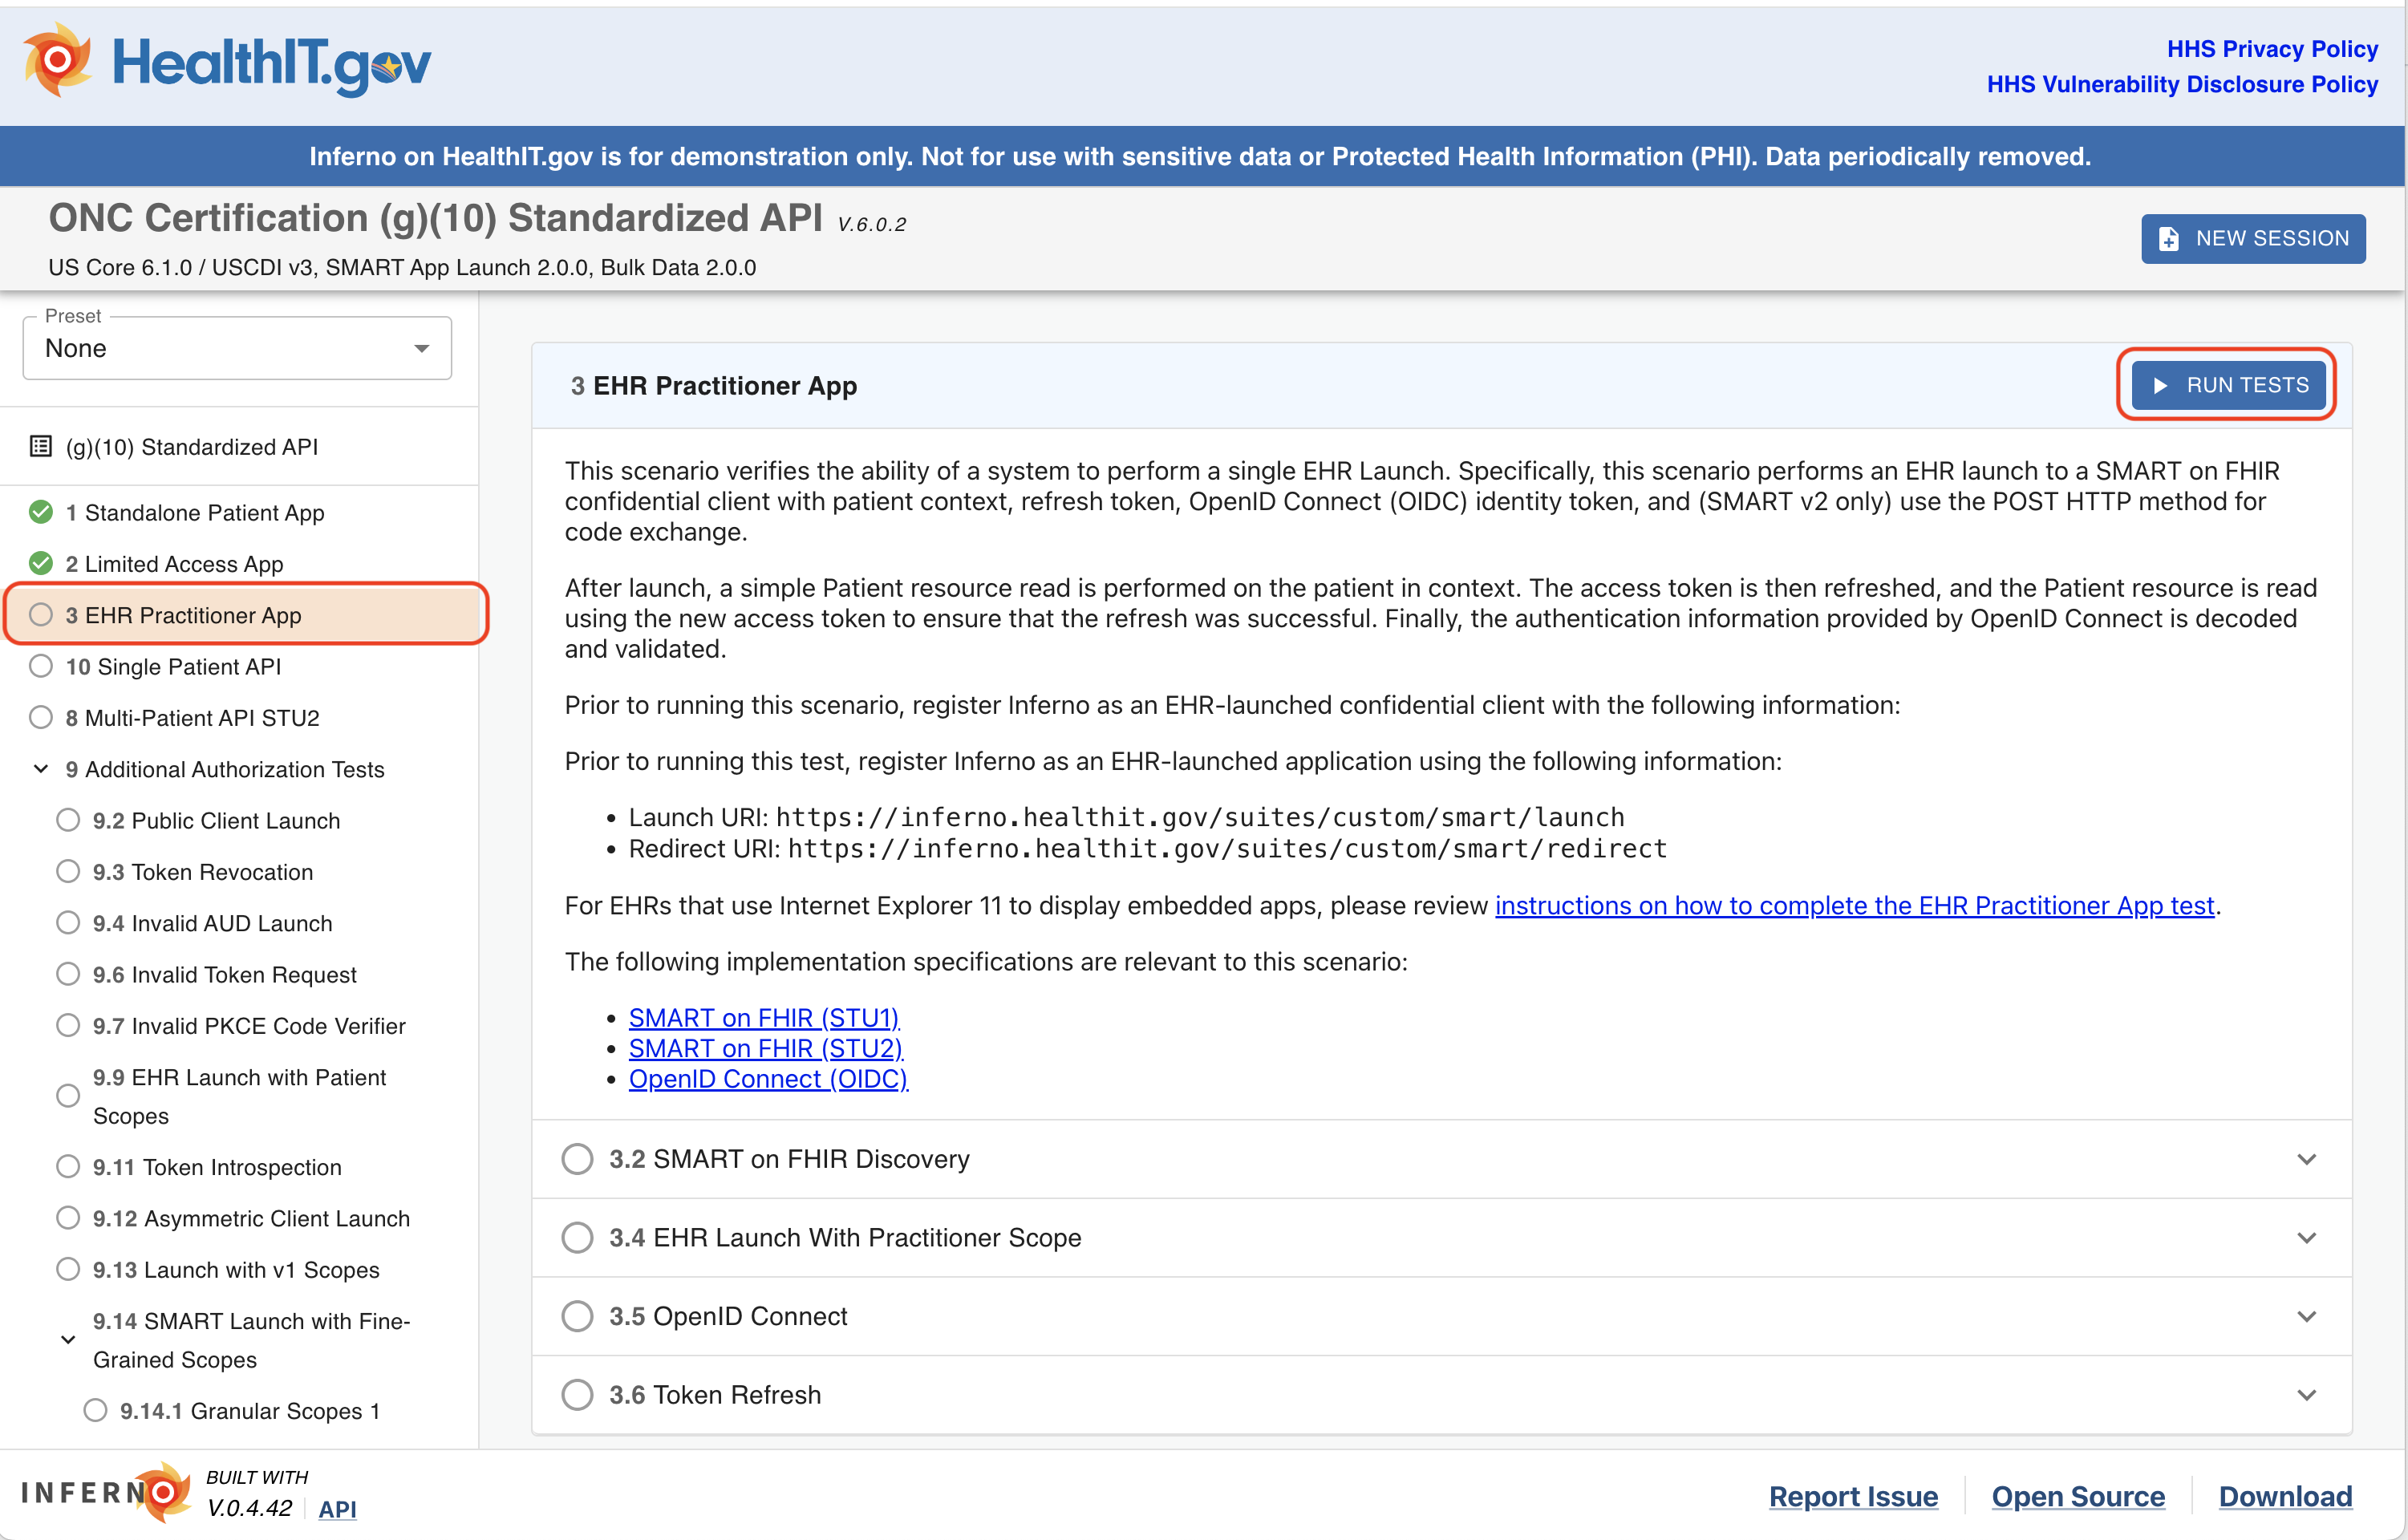 HealthIT.gov
HHS Privacy Policy
HHS Vulnerability Disclosure Policy
Inferno on HealthIT.gov is for demonstration only. Not for use with sensitive data or Protected Health Information (PHI). Data periodically removed.
ONC Certification (g)(10) Standardized API V.6.0.2
US Core 6.1.0 / USCDI v3, SMART App Launch 2.0.0, Bulk Data 2.0.0
NEW SESSION
Preset
None
(g)(10) Standardized API
1 Standalone Patient App
2 Limited Access App
3 EHR Practitioner App
10 Single Patient API
8 Multi-Patient API STU2
9 Additional Authorization Tests
9.2 Public Client Launch
9.3 Token Revocation
9.4 Invalid AUD Launch
9.6 Invalid Token Request
9.7 Invalid PKCE Code Verifier
9.9 EHR Launch with Patient
Scopes
9.11 Token Introspection
9.12 Asymmetric Client Launch
9.13 Launch with v1 Scopes
9.14 SMART Launch with Fine-
Grained Scopes
9.14.1 Granular Scopes 1
3 EHR Practitioner App
RUN TESTS
This scenario verifies the ability of a system to perform a single EHR Launch. Specifically, this scenario performs an EHR launch to a SMART on FHIR
confidential client with patient context, refresh token, OpenID Connect (OIDC) identity token, and (SMART v2 only) use the POST HTTP method for
code exchange.
After launch, a simple Patient resource read is performed on the patient in context. The access token is then refreshed, and the Patient resource is read
using the new access token to ensure that the refresh was successful. Finally, the authentication information provided by OpenID Connect is decoded
and validated.
Prior to running this scenario, register Inferno as an EHR-launched confidential client with the following information:
Prior to running this test, register Inferno as an EHR-launched application using the following information:
• Launch URI: https://inferno.healthit.gov/suites/custom/smart/launch
• Redirect URI: https://inferno.healthit.gov/suites/custom/smart/redirect
For EHRs that use Internet Explorer 11 to display embedded apps, please review instructions on how to complete the EHR Practitioner App test.
The following implementation specifications are relevant to this scenario:
• SMART on FHIR (STU1)
• SMART on FHIR (STU2)
• OpenID Connect (OIDC)
3.2 SMART on FHIR Discovery
3.4 EHR Launch With Practitioner Scope
3.5 OpenID Connect
3.6 Token Refresh
INFERNO
BUILT WITH
V.0.4.42
API
Report Issue
Open Source
Download